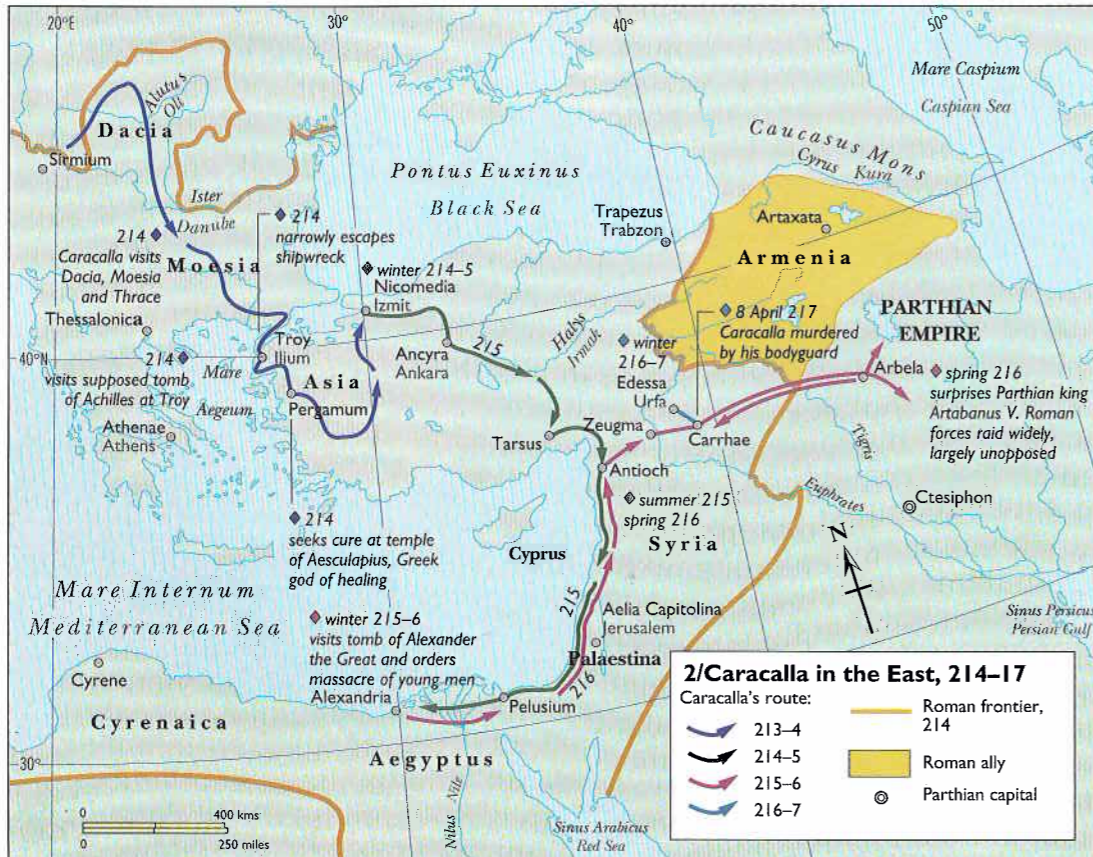 20°E
30°
40°
50°
Mare Caspium
Caspian Sea
Alutus
Olt
Dacia
Sirmium
Caucasus Mons
Cyrus Kura
Pontus Euxinus
Black Sea
Ister
Danube
Trapezus
Trabzon
Artaxata
214
narrowly escapes
shipwreck
214
Caracalla visits
Dacia, Moesia
and Thrace
Moesia
Armenia
winter 214–5
Nicomedia
Izmit
Thessalonica
8 April 217
Caracalla murdered
by his bodyguard
PARTHIAN
EMPIRE
Halys
Irmak
winter
216–7
Edessa
Urfa
Troy
Ilium
215
Ancyra
Ankara
40°N
214
visits supposed tomb
of Achilles at Troy
Mare
Aegeum
Asia
Pergamum
Arbela
spring 216
surprises Parthian king
Artabanus V. Roman
forces raid widely,
largely unopposed
Athenae
Athens
Tarsus
Zeugma
Carrhae
Tigris
Antioch
Euphrates
Ctesiphon
summer 215
spring 216
214
seeks cure at temple
of Aesculapius, Greek
god of healing
Cyprus
Syria
N
Mare Internum
Mediterranean Sea
215
216
Aelia Capitolina
Jerusalem
Palaestina
Sinus Persicus
Persian Gulf
winter 215–6
visits tomb of Alexander
the Great and orders
massacre of young men
Alexandria
Pelusium
Cyrene
Cyrenaica
Aegyptus
30°
Nilus Nile
Sinus Arabicus
Red Sea
0 400 kms
0 250 miles
2/Caracalla in the East, 214–17
Caracalla's route:
213–4
214–5
215–6
216–7
Roman frontier,
214
Roman ally
Parthian capital